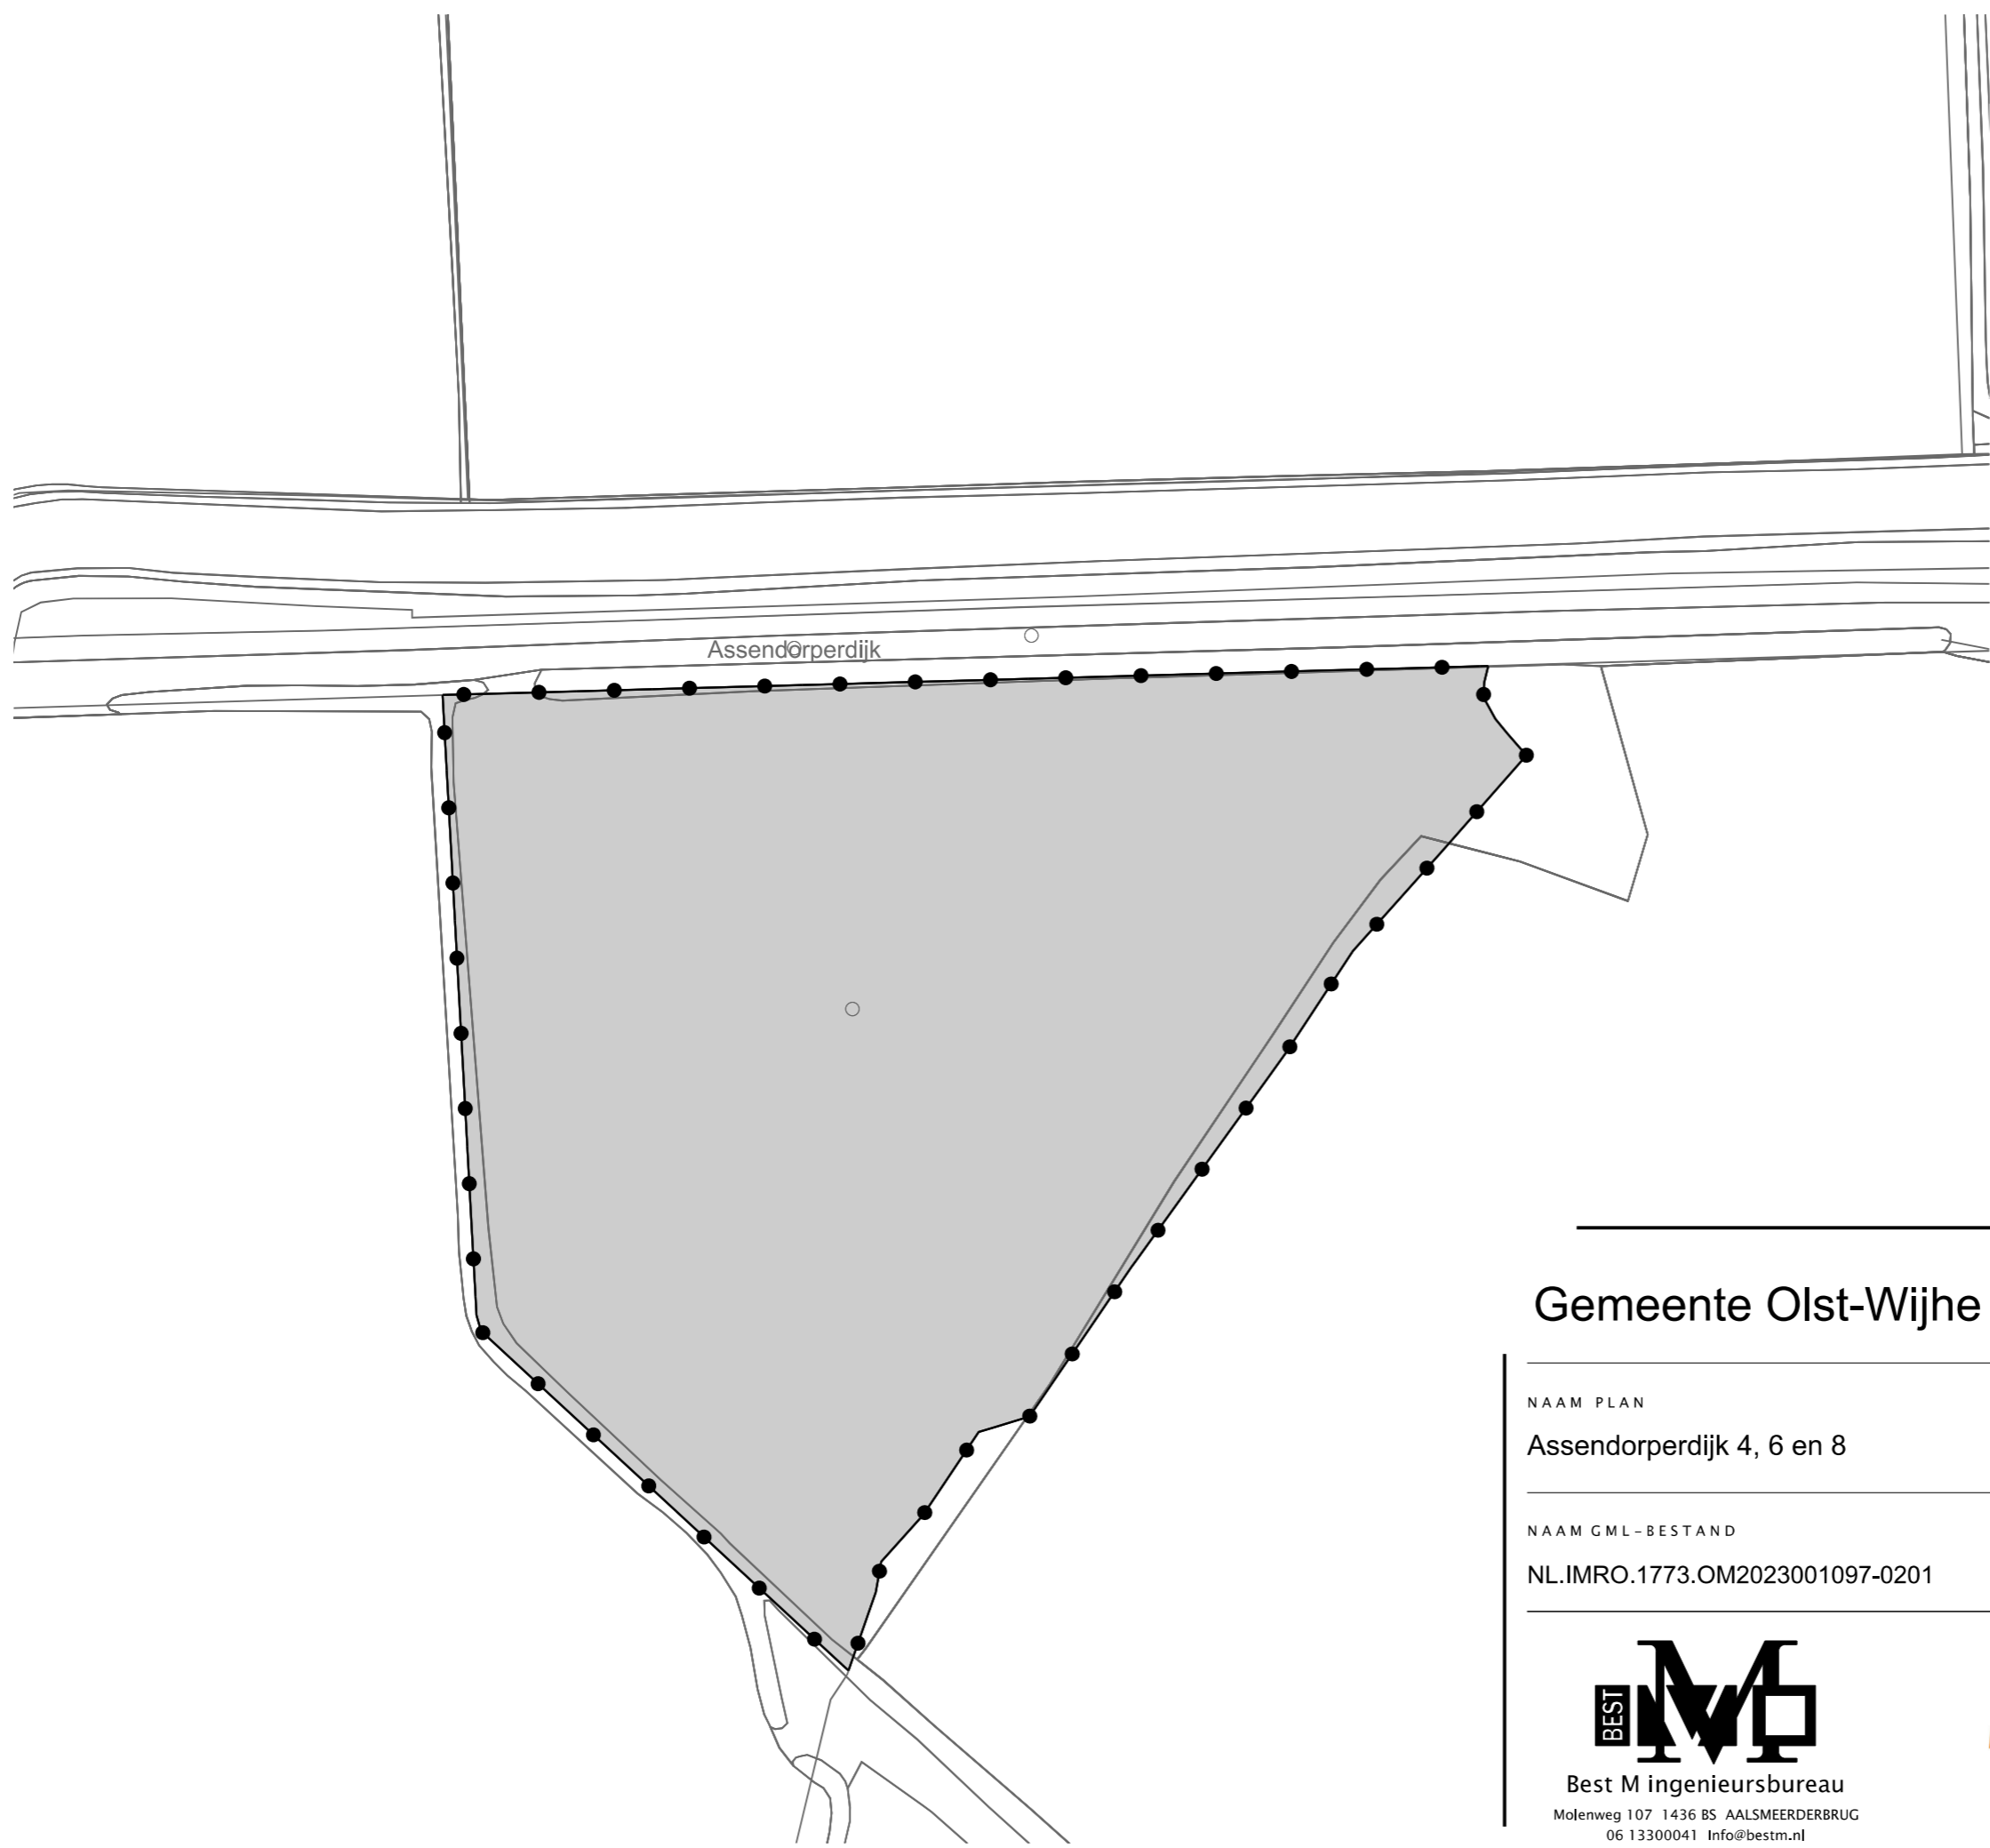 Assendorperdijk
Gemeente Olst-Wijhe
NAAM PLAN
Assendorperdijk 4, 6 en 8
NAAM GML-BESTAND
NL.IMRO.1773.OM2023001097-0201
BEST
M
Best M ingenieursbureau
Molenweg 107 1436 BS AALSMEERDERBRUG
06 13300041 Info@bestm.nl